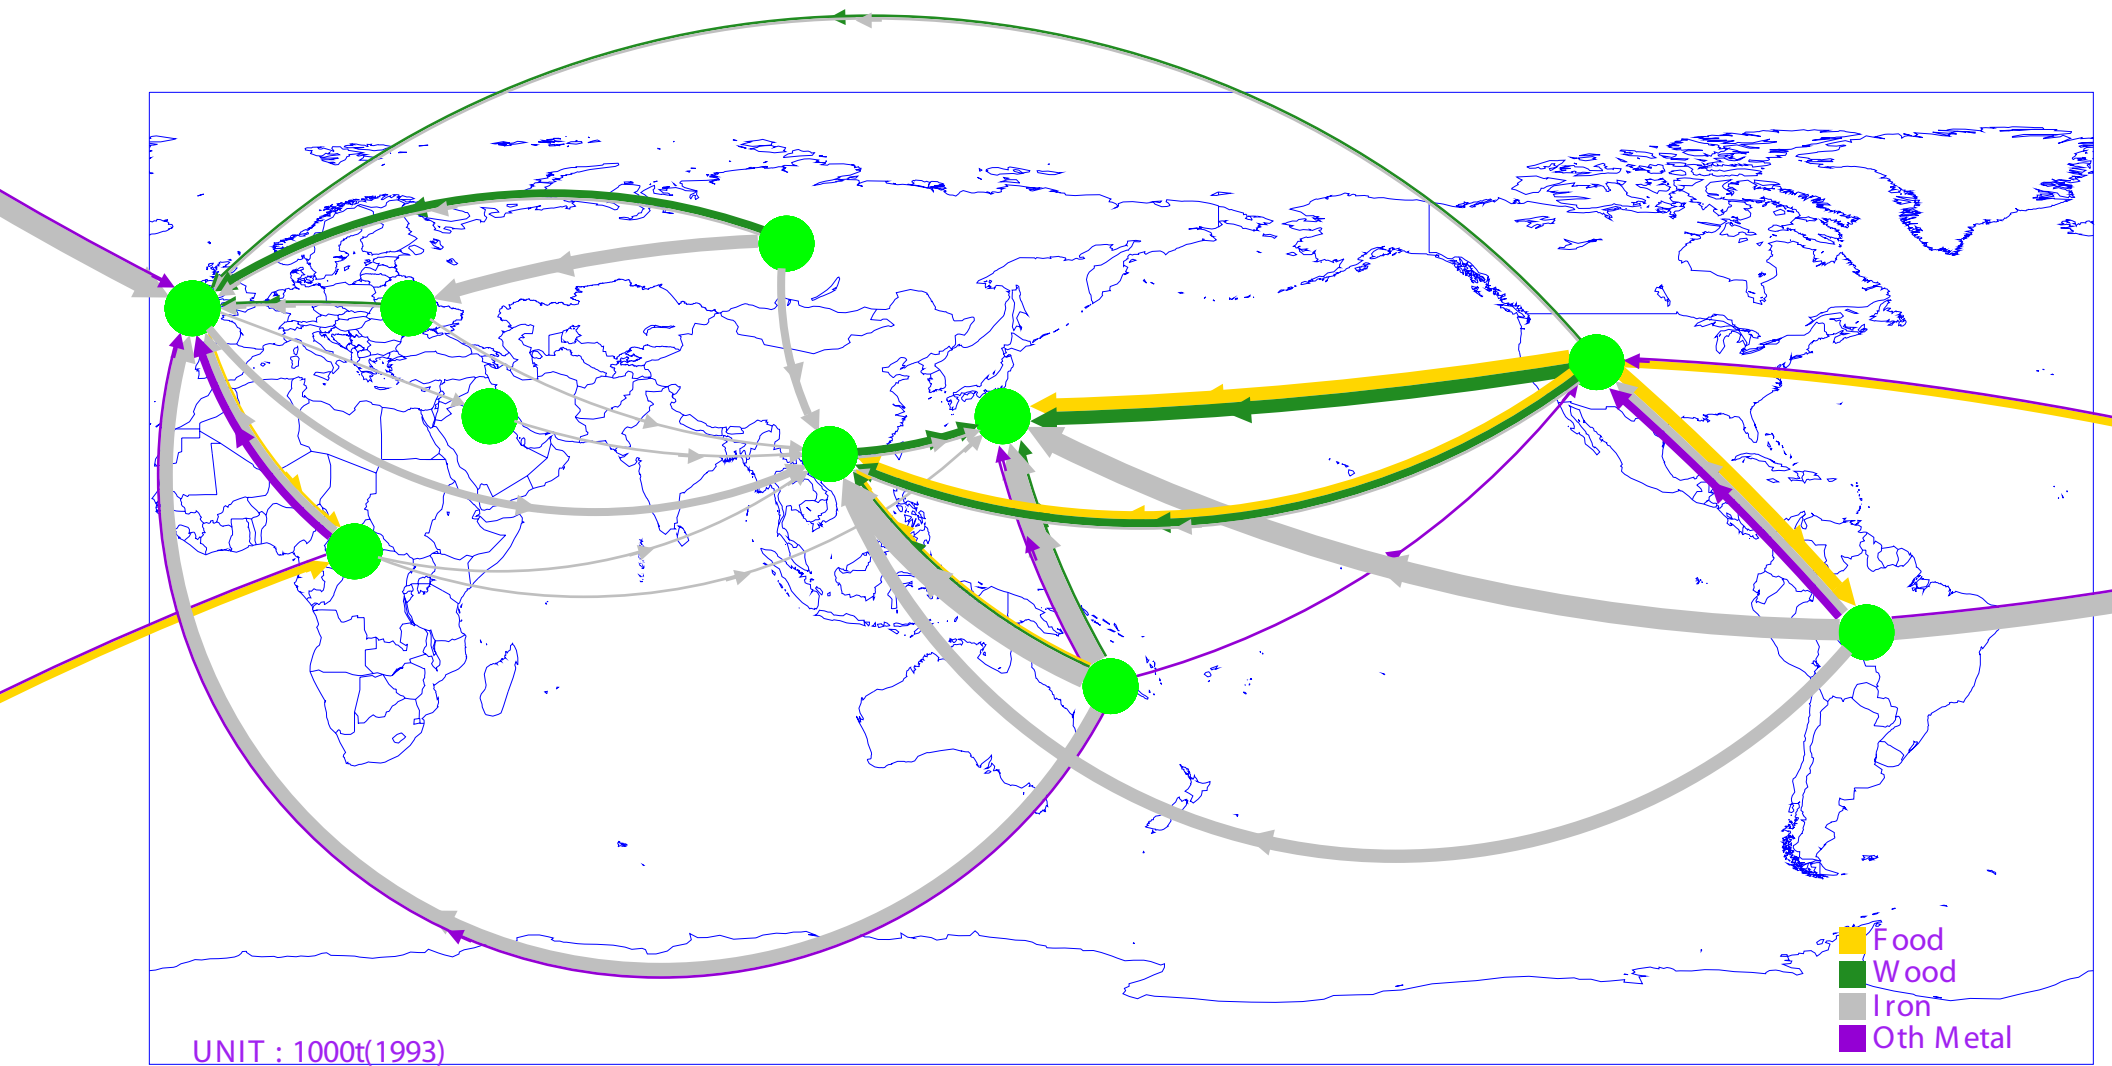 Food
Wood
Iron
Oth Metal
UNIT : 1000t(1993)